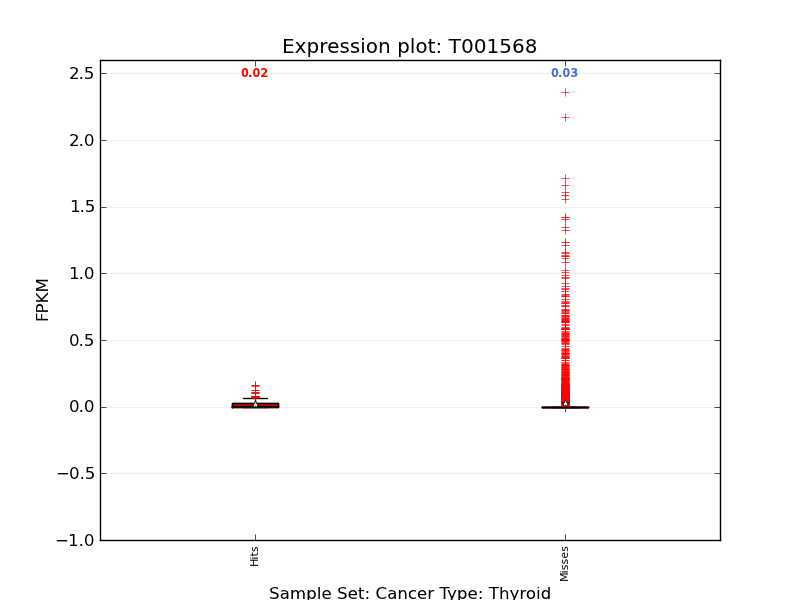 Expression plot: T001568
0.02
0.03
2.5
2.0
1.5
1.0
0.5
0.0
−0.5
−1.0
FPKM
Hits
Misses
Sample Set: Cancer Type: Thyroid